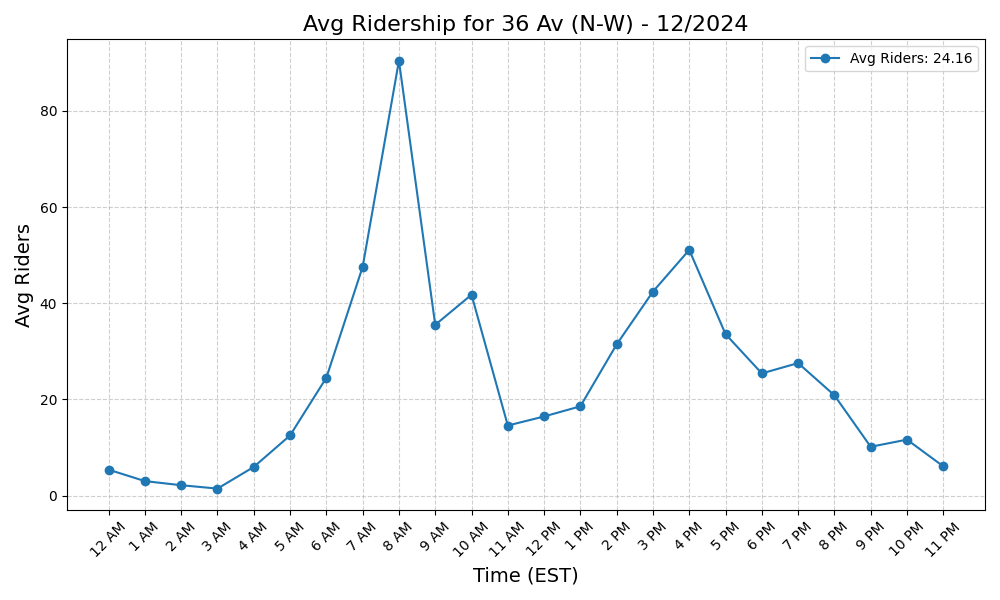 Avg Ridership for 36 Av (N-W) - 12/2024
Avg Riders: 24.16
Avg Riders
80
60
40
20
0
12 AM
1 AM
2 AM
3 AM
4 AM
5 AM
6 AM
7 AM
8 AM
9 AM
10 AM
11 AM
12 PM
1 PM
2 PM
3 PM
4 PM
5 PM
6 PM
7 PM
8 PM
9 PM
10 PM
11 PM
Time (EST)